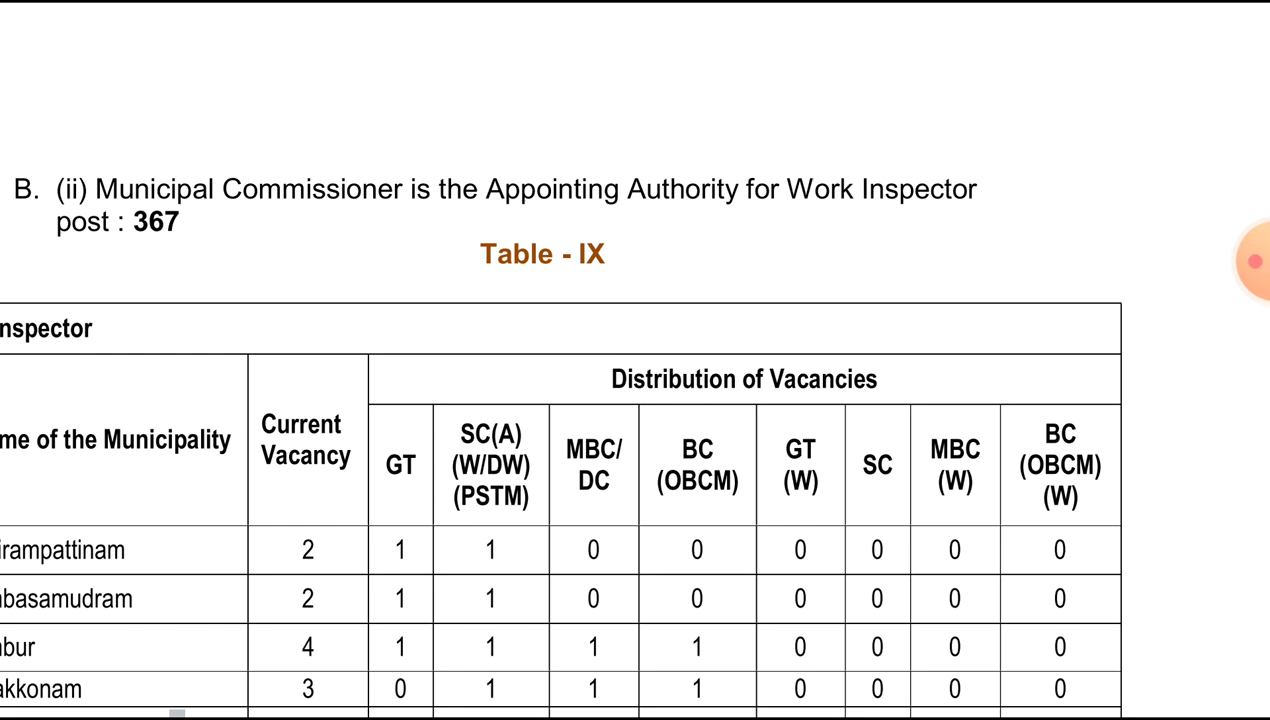 B. (ii) Municipal Commissioner is the Appointing Authority for Work Inspector
post : 367
Table - IX
nspector
me of the Municipality Current Vacancy Distribution of Vacancies
GT SC(A) (W/DW) (PSTM) MBC/ DC BC (OBCM) GT (W) SC MBC (W) BC (OBCM) (W)
irampattinam 2 1 1 0 0 0 0 0 0
basamudram 2 1 1 0 0 0 0 0 0
bur 4 1 1 1 1 0 0 0 0
akkonam 3 0 1 1 1 0 0 0 0